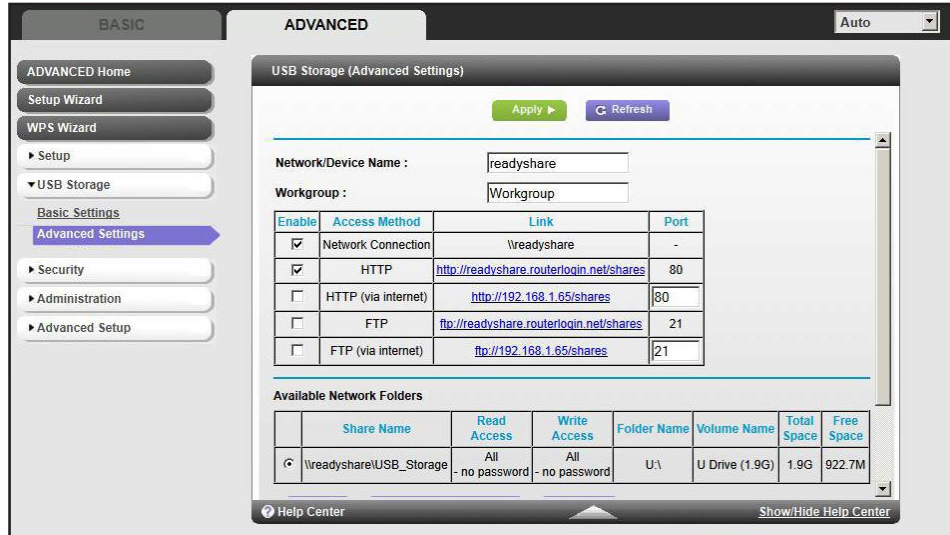 BASIC
ADVANCED
Auto
ADVANCED Home
Setup Wizard
WPS Wizard
Setup
USB Storage
Basic Settings
Advanced Settings
Security
Administration
Advanced Setup
USB Storage (Advanced Settings)
Apply
Refresh
Network/Device Name : readyshare
Workgroup : Workgroup
Enable Access Method Link Port
Network Connection \\readyshare -
HTTP http://readyshare.routerlogin.net/shares 80
HTTP (via internet) http://192.168.1.65/shares 80
FTP ftp://readyshare.routerlogin.net/shares 21
FTP (via internet) ftp://192.168.1.65/shares 21
Available Network Folders
Share Name Read Access Write Access Folder Name Volume Name Total Space Free Space
\\readyshare\USB_Storage All - no password All - no password U:\ U Drive (1.9G) 1.9G 922.7M
Help Center
Show/Hide Help Center